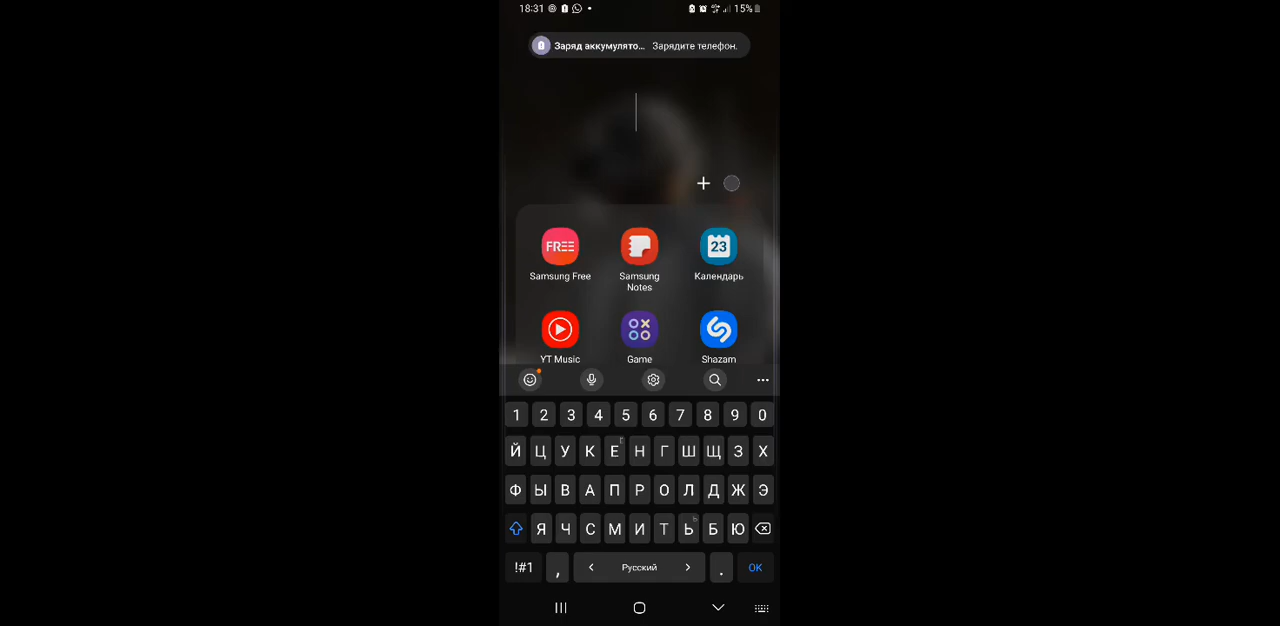 18:31 15%
Заряд аккумулято... Зарядите телефон.
FREE 23
Samsung Free Samsung Notes Календарь
YT Music Game Shazam
1 2 3 4 5 6 7 8 9 0
Й Ц У К Е Н Г Ш Щ З Х
Ф Ы В А П Р О Л Д Ж Э
Я Ч С М И Т Ь Ъ Б Ю
!#1 , < Русский > . ОК